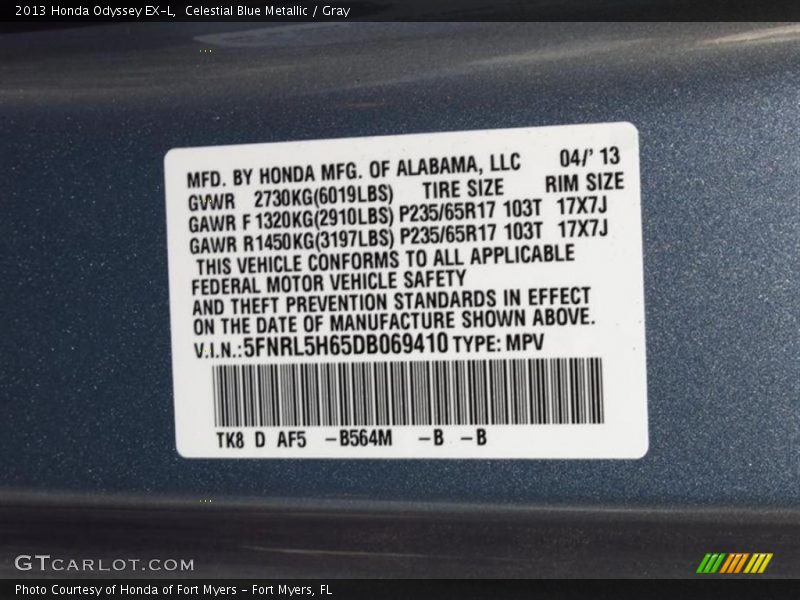 2013 Honda Odyssey EX-L, Celestial Blue Metallic / Gray
MFD. BY HONDA MFG. OF ALABAMA, LLC 04/' 13
GVWR 2730KG(6019LBS) TIRE SIZE RIM SIZE
GAWR F 1320KG(2910LBS) P235/65R17 103T 17X7J
GAWR R1450KG(3197LBS) P235/65R17 103T 17X7J
THIS VEHICLE CONFORMS TO ALL APPLICABLE
FEDERAL MOTOR VEHICLE SAFETY
AND THEFT PREVENTION STANDARDS IN EFFECT
ON THE DATE OF MANUFACTURE SHOWN ABOVE.
V.I.N.:5FNRL5H65DB069410 TYPE: MPV
TK8 D AF5 -B564M -B -B
GTCARLOT.COM
Photo Courtesy of Honda of Fort Myers - Fort Myers, FL